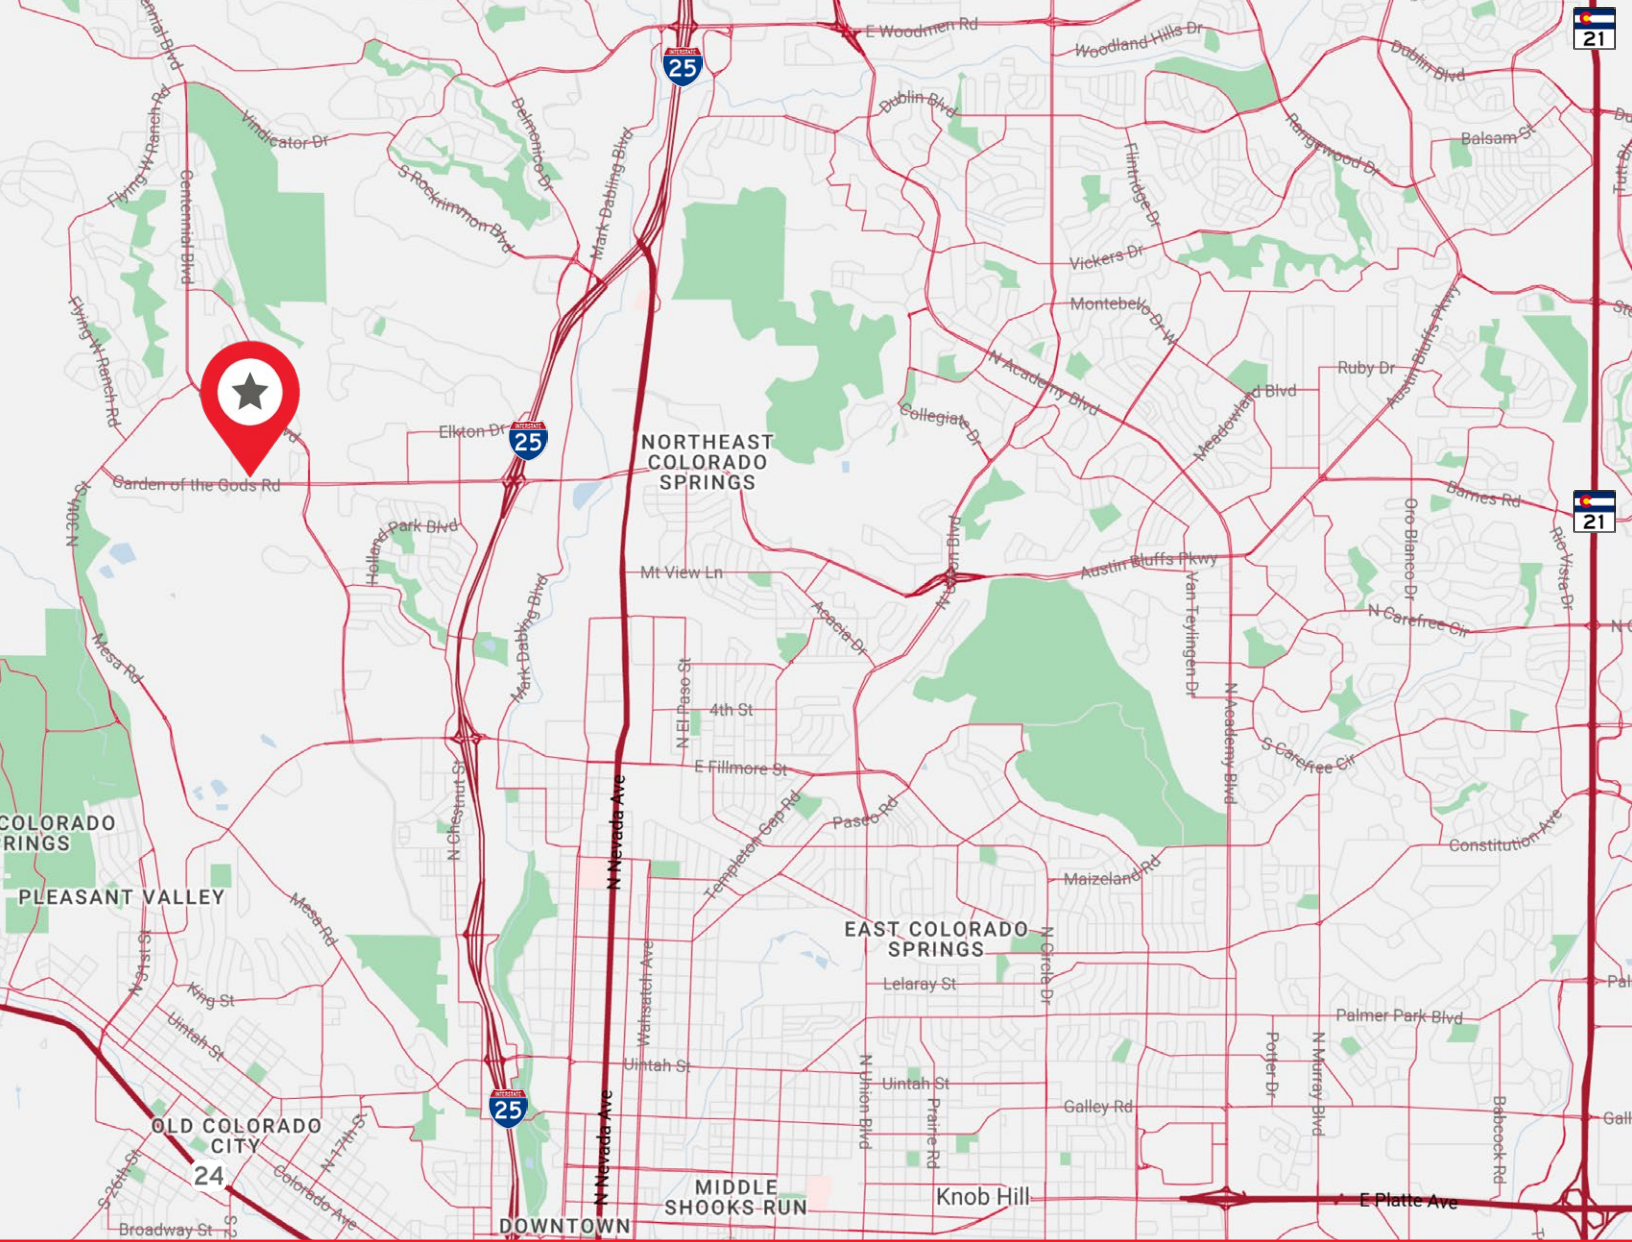 E Woodmen Rd
Woodland Hills Dr
21
Dublin Blvd
INTERSTATE
25
Dublin Blvd
Flying W Ranch Rd
Vindicator Dr
Delmonico Dr
Mark Dabling Blvd
Flintridge Dr
Rangewood Dr
Balsam St
S Rockrimmon Blvd
Centennial Blvd
Vickers Dr
Montebello Dr W
Flying W Ranch Rd
N Academy Blvd
Ruby Dr
Austin Bluffs Pkwy
Meadowland Blvd
Collegiate Dr
Elkton Dr
INTERSTATE
25
NORTHEAST
COLORADO
SPRINGS
Garden of the Gods Rd
N 30th St
Barnes Rd
21
Oro Blanco Dr
Rio Vista Dr
Holland Park Blvd
N Union Blvd
Austin Bluffs Pkwy
Mt View Ln
Van Teylingen Dr
Mark Dabling Blvd
Acacia Dr
N Carefree Cir
Mesa Rd
N El Paso St
4th St
N Academy Blvd
S Carefree Cir
E Fillmore St
N Chestnut St
N Nevada Ave
Templeton Gap Rd
Paseo Rd
Constitution Ave
COLORADO
RINGS
Maizeland Rd
PLEASANT VALLEY
Mesa Rd
EAST COLORADO
SPRINGS
N 31st St
Wahsatch Ave
N Circle Dr
Lelaray St
King St
Uintah St
Palmer Park Blvd
Uintah St
N Union Blvd
Uintah St
Prairie Rd
Potter Dr
N Murray Blvd
Galley Rd
INTERSTATE
25
Babcock Rd
OLD COLORADO
CITY
N 17th St
24
S 26th St
Colorado Ave
N Nevada Ave
MIDDLE
SHOOKS RUN
Knob Hill
E Platte Ave
Broadway St
DOWNTOWN